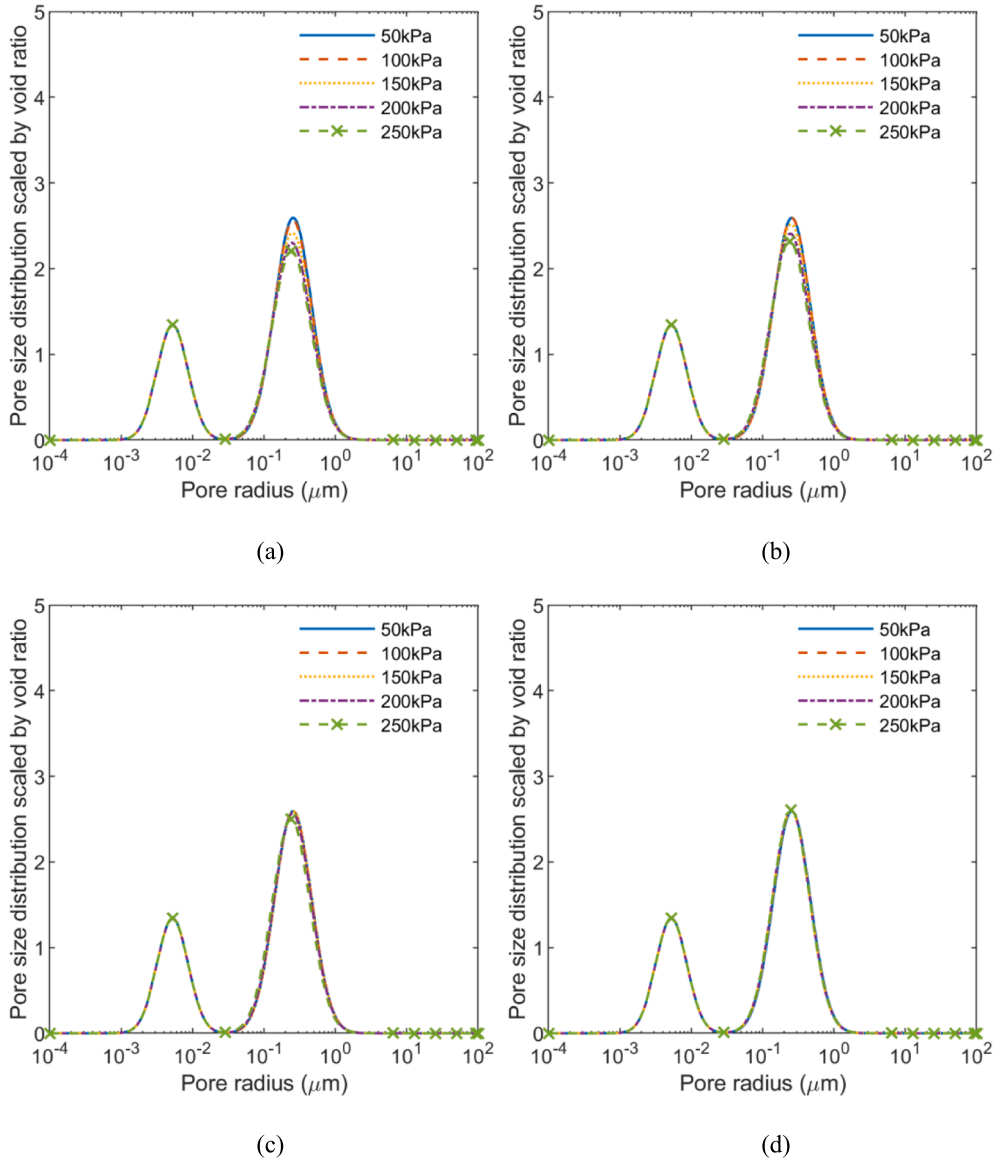 Pore size distribution scaled by void ratio
5
4
3
2
1
0
50kPa
100kPa
150kPa
200kPa
250kPa
10^-4 10^-3 10^-2 10^-1 10^0 10^1 10^2
Pore radius (μm)
(a)
Pore size distribution scaled by void ratio
5
4
3
2
1
0
50kPa
100kPa
150kPa
200kPa
250kPa
10^-4 10^-3 10^-2 10^-1 10^0 10^1 10^2
Pore radius (μm)
(b)
Pore size distribution scaled by void ratio
5
4
3
2
1
0
50kPa
100kPa
150kPa
200kPa
250kPa
10^-4 10^-3 10^-2 10^-1 10^0 10^1 10^2
Pore radius (μm)
(c)
Pore size distribution scaled by void ratio
5
4
3
2
1
0
50kPa
100kPa
150kPa
200kPa
250kPa
10^-4 10^-3 10^-2 10^-1 10^0 10^1 10^2
Pore radius (μm)
(d)